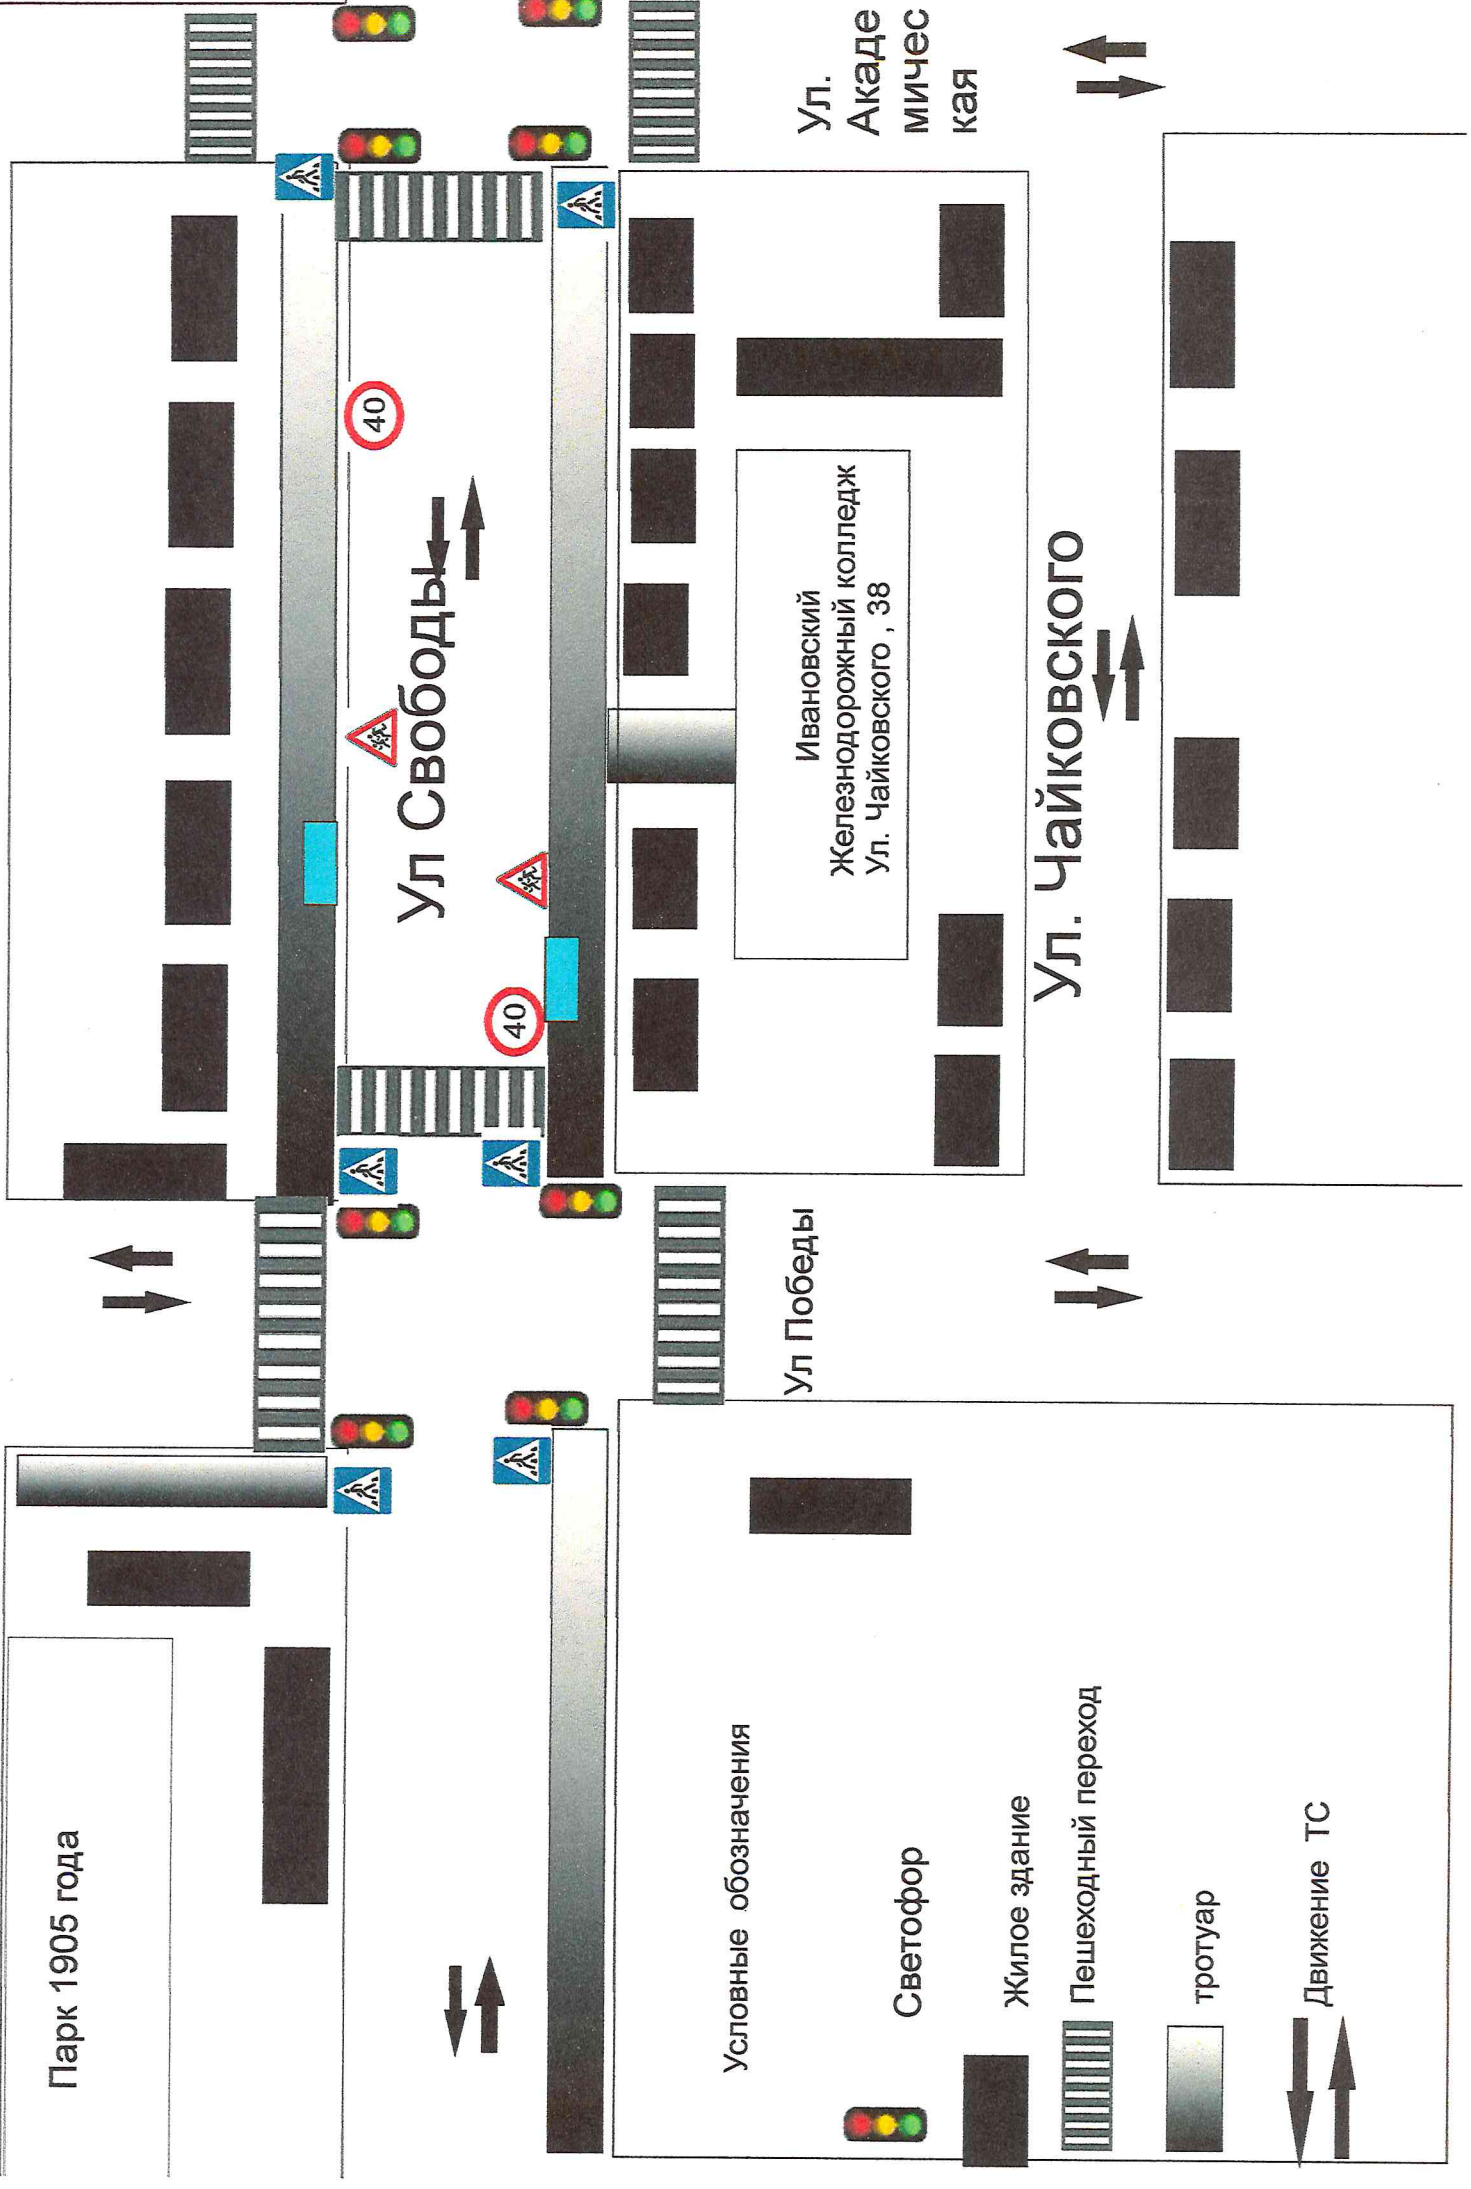 Парк 1905 года
Ул Свободы
40
40
Ул.
Акаде
мичес
кая
Ивановский
Железнодорожный колледж
Ул. Чайковского , 38
Ул. Чайковского
Ул Победы
Условные обозначения
Светофор
Жилое здание
Пешеходный переход
тротуар
Движение ТС